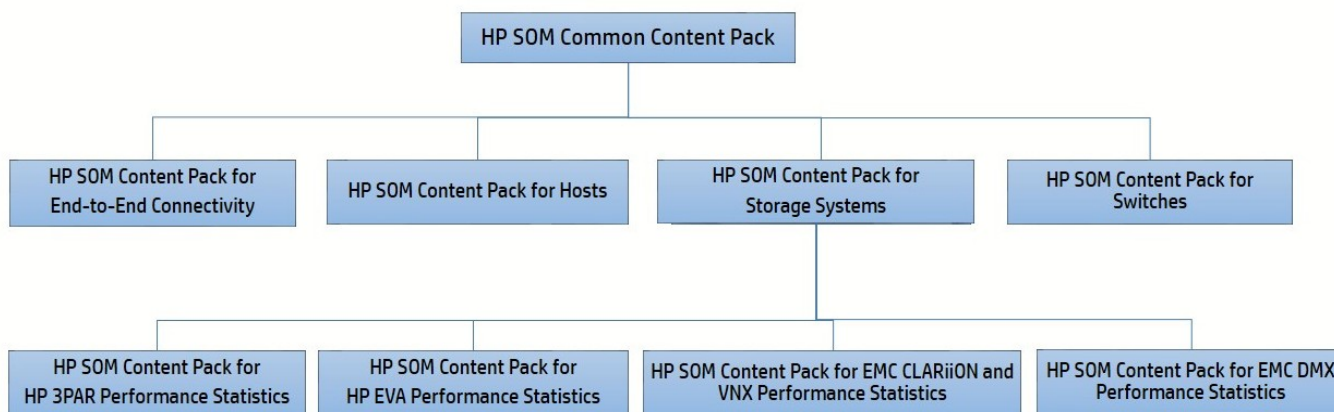 HP SOM Common Content Pack
HP SOM Content Pack for
End-to-End Connectivity
HP SOM Content Pack for Hosts
HP SOM Content Pack for
Storage Systems
HP SOM Content Pack for
Switches
HP SOM Content Pack for
HP 3PAR Performance Statistics
HP SOM Content Pack for
HP EVA Performance Statistics
HP SOM Content Pack for EMC CLARiiON and
VNX Performance Statistics
HP SOM Content Pack for EMC DMX
Performance Statistics